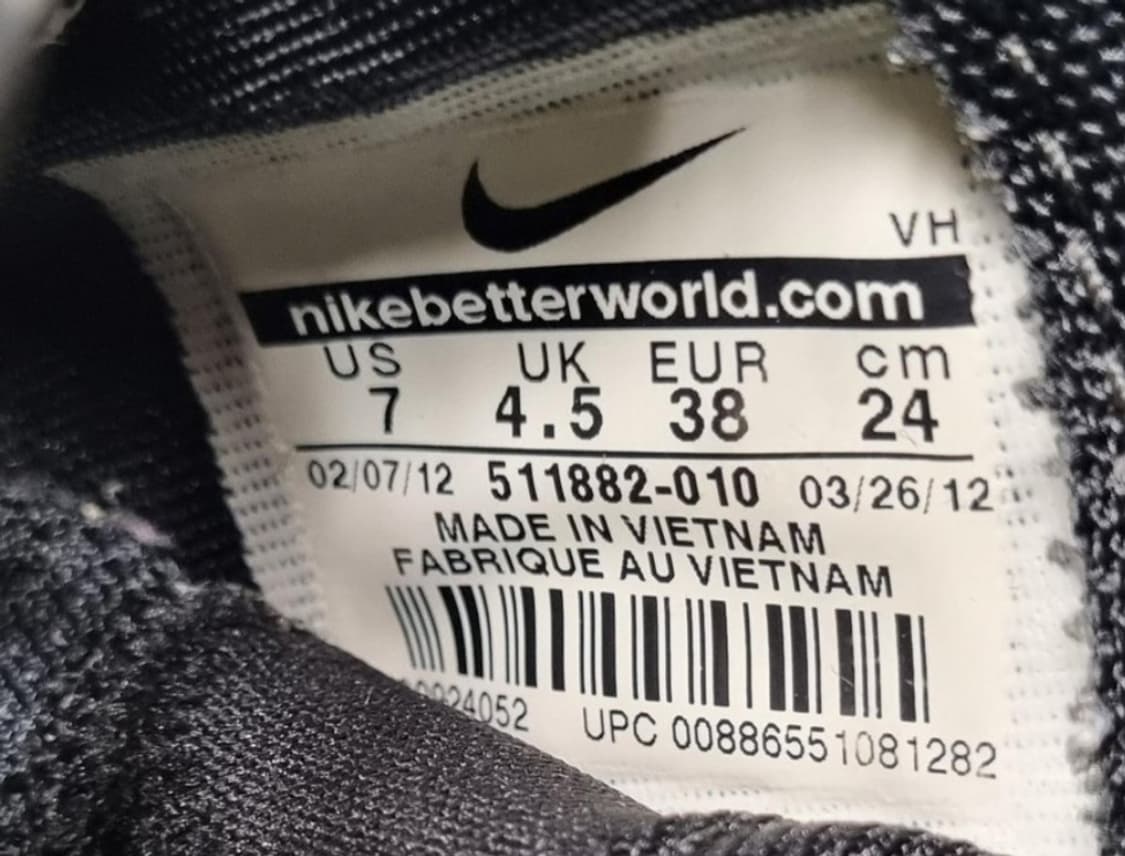 VH
nikebetterworld.com
US UK EUR cm
7 4.5 38 24
02/07/12 511882-010 03/26/12
MADE IN VIETNAM
FABRIQUE AU VIETNAM
UPC 00886551081282